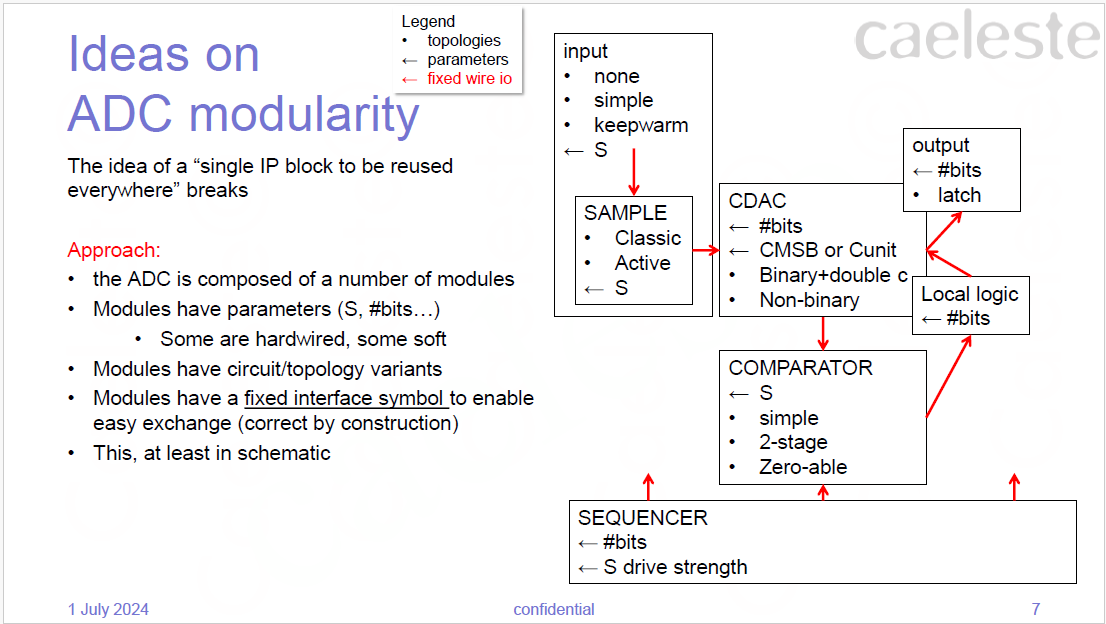 Ideas on
ADC modularity
Legend
• topologies
← parameters
← fixed wire io
caeleste
The idea of a “single IP block to be reused
everywhere” breaks
Approach:
• the ADC is composed of a number of modules
• Modules have parameters (S, #bits…)
• Some are hardwired, some soft
• Modules have circuit/topology variants
• Modules have a fixed interface symbol to enable
easy exchange (correct by construction)
• This, at least in schematic
input
• none
• simple
• keepwarm
← S
SAMPLE
• Classic
• Active
← S
CDAC
← #bits
← CMSB or Cunit
• Binary+double c
• Non-binary
output
← #bits
• latch
Local logic
← #bits
COMPARATOR
← S
• simple
• 2-stage
• Zero-able
SEQUENCER
← #bits
← S drive strength
1 July 2024
confidential
7